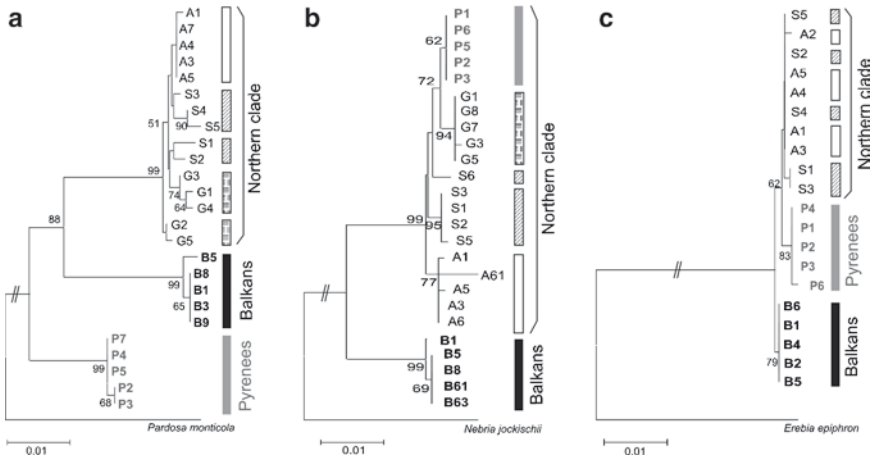 a
A1
A7
A4
A3
A5
S3
S4
90
S5
51
S1
S2
99
G3
74
G1
64
G4
G2
G5
88
B5
B8
99
B1
65
B3
B9
P7
P4
P5
99
P2
68
P3
Northern clade
Balkans
Pyrenees
Pardosa monticola
0.01
b
P1
P6
62
P5
P2
P3
72
G1
G8
G7
94
G3
G5
S6
S3
S1
99
95
S2
S5
A1
A61
77
A5
A3
A6
B1
B5
99
B8
69
B61
B63
Northern clade
Balkans
Nebria jockischii
0.01
c
S5
A2
S2
A5
A4
S4
A1
A3
S1
62
S3
P4
P1
83
P2
P3
P6
B6
B1
B4
79
B2
B5
Northern clade
Pyrenees
Balkans
Erebia epiphron
0.01